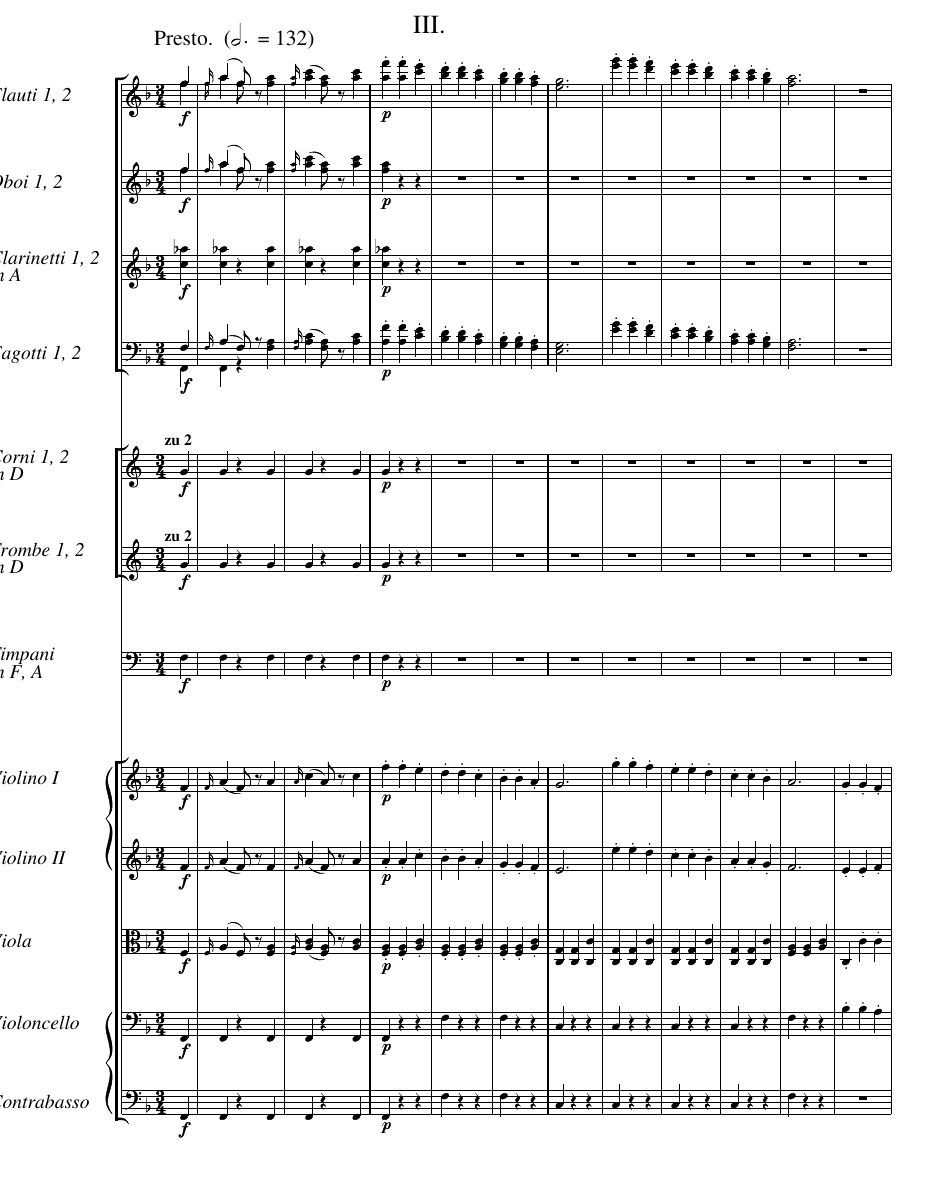 III.
Presto. (𝅗𝅥. = 132)
lauti 1, 2
f
p
boi 1, 2
f
p
larinetti 1, 2
n A
f
p
agotti 1, 2
f
p
zu 2
orni 1, 2
n D
f
p
zu 2
rombe 1, 2
n D
f
p
impani
n F, A
f
p
iolino I
f
p
iolino II
f
p
iola
f
p
ioloncello
f
p
ontrabasso
f
p